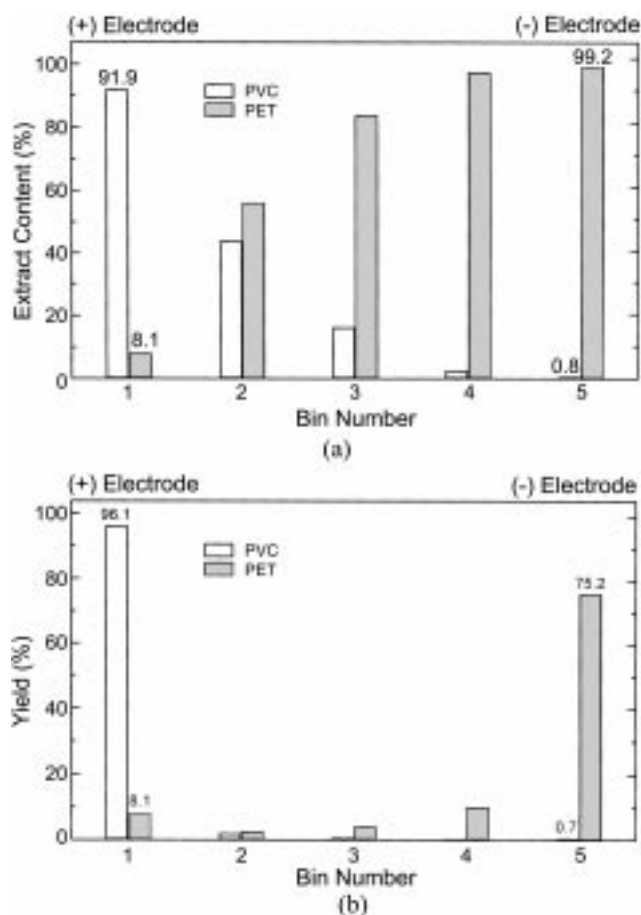 (+) Electrode (-) Electrode
100
80
60
40
20
0
Extract Content (%)
91.9
8.1
0.8
99.2
PVC
PET
1 2 3 4 5
Bin Number
(a)
(+) Electrode (-) Electrode
100
80
60
40
20
0
Yield (%)
96.1
8.1
0.7
75.2
PVC
PET
1 2 3 4 5
Bin Number
(b)